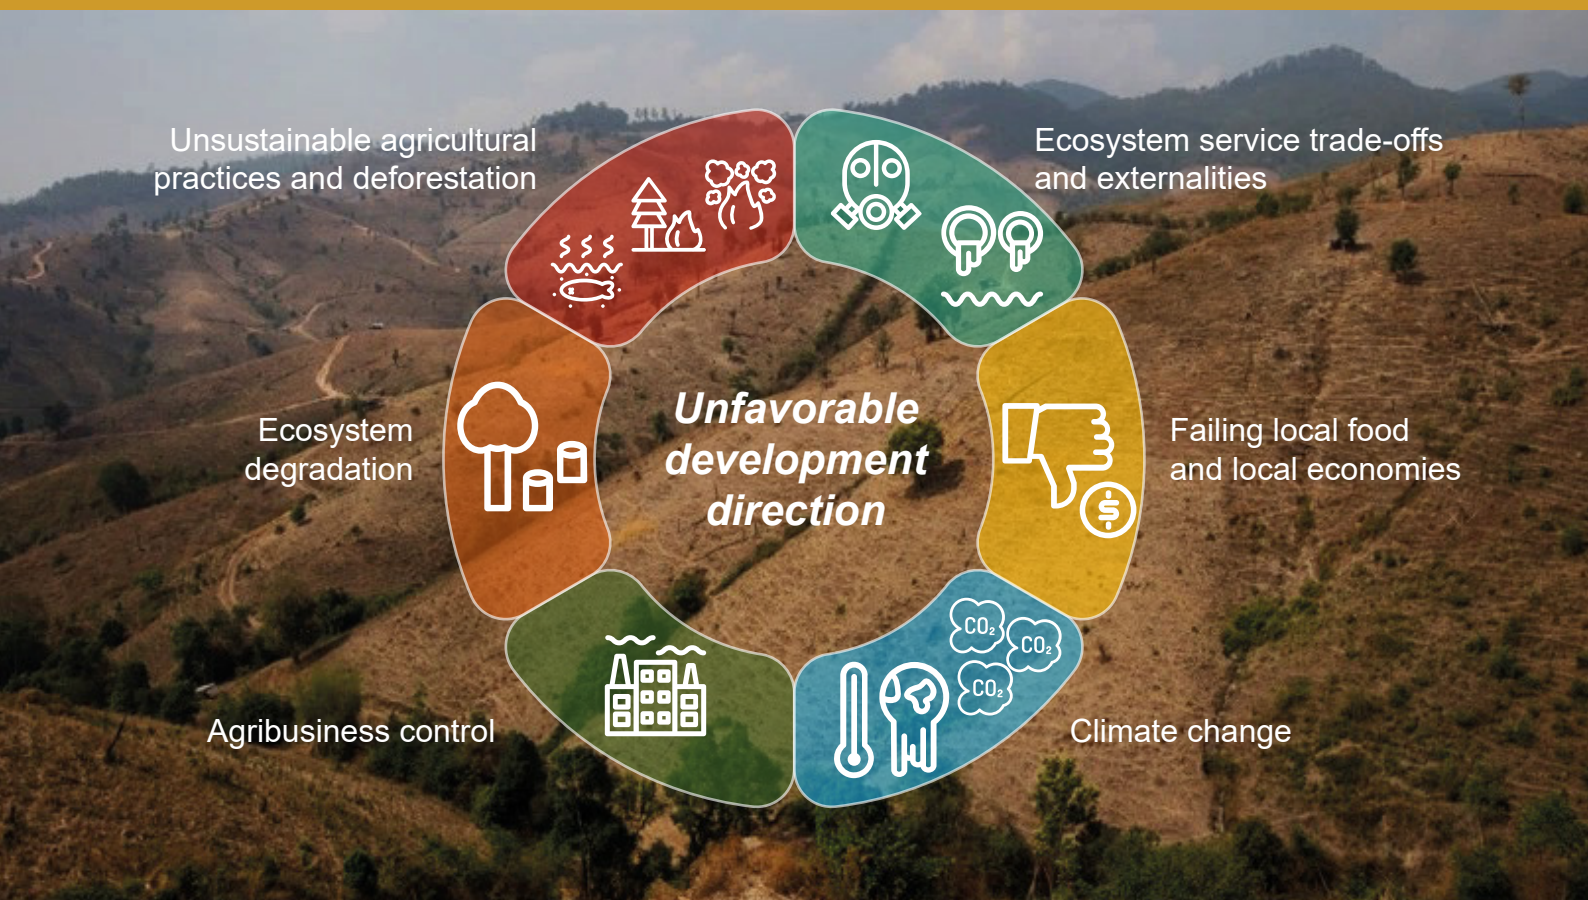 Unsustainable agricultural
practices and deforestation
Ecosystem service trade-offs
and externalities
Ecosystem
degradation
Unfavorable
development
direction
Failing local food
and local economies
CO₂
CO₂
CO₂
Agribusiness control
Climate change